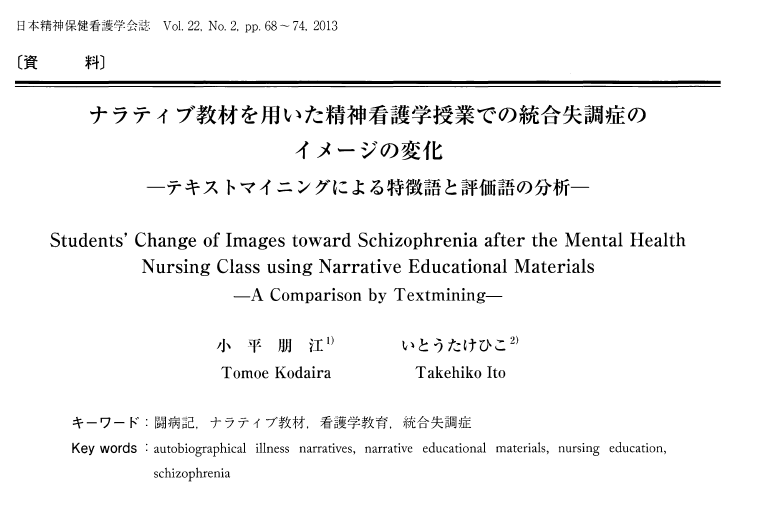 日本精神保健看護学会誌 Vol. 22, No. 2, pp. 68~74, 2013
〔資 料〕
ナラティブ教材を用いた精神看護学授業での統合失調症の
イメージの変化
―テキストマイニングによる特徴語と評価語の分析―
Students' Change of Images toward Schizophrenia after the Mental Health
Nursing Class using Narrative Educational Materials
—A Comparison by Textmining—
小 平 朋 江1) いとうたけひこ2)
Tomoe Kodaira Takehiko Ito
キーワード:闘病記,ナラティブ教材,看護学教育,統合失調症
Key words : autobiographical illness narratives, narrative educational materials, nursing education,
schizophrenia